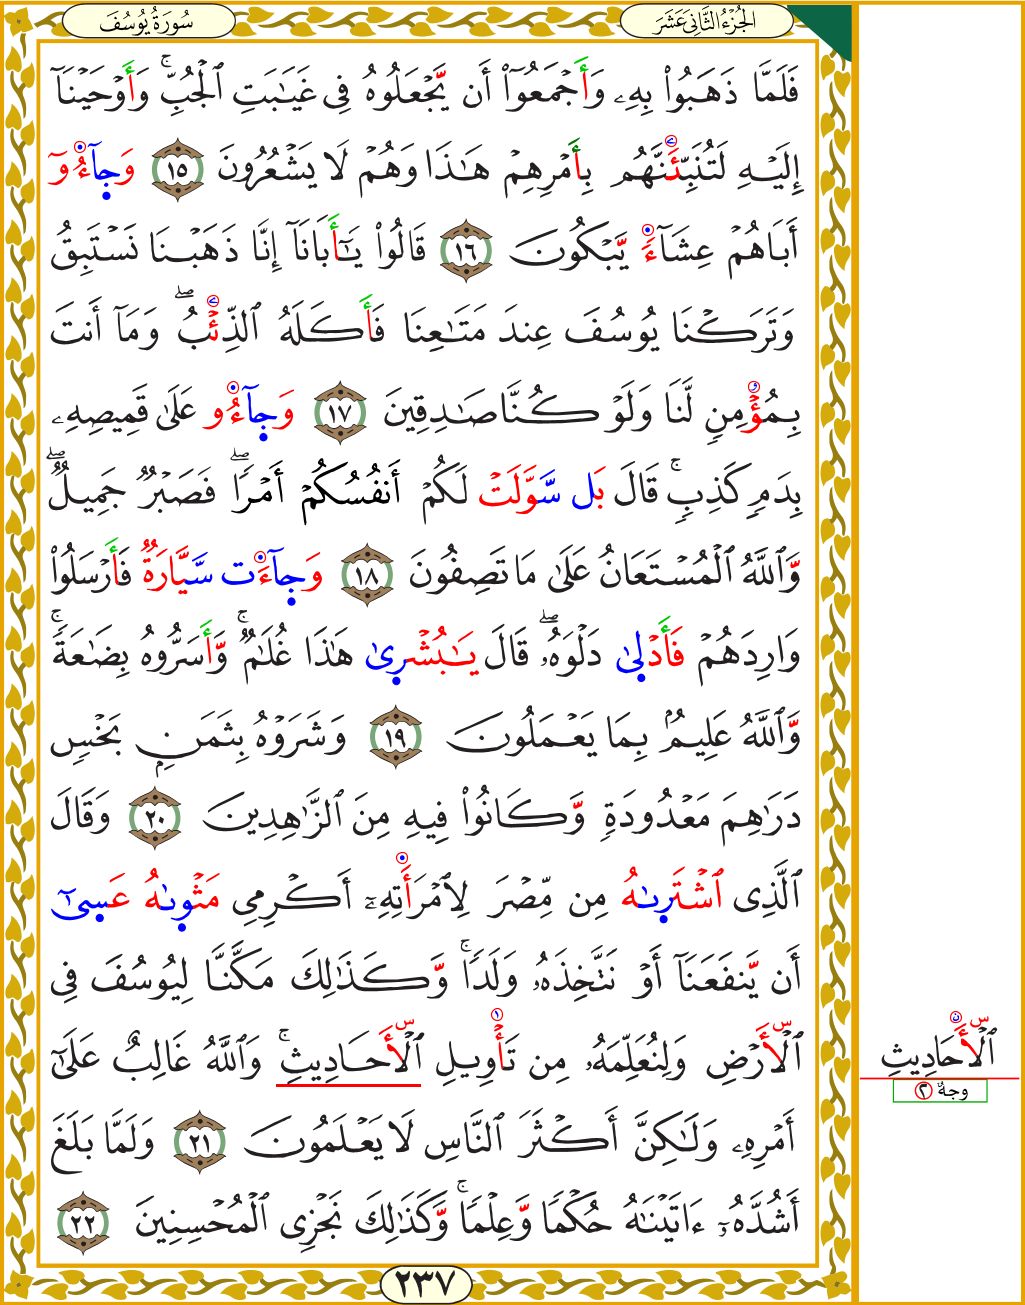 سُورَةُ يُوسُفَ
الجُزْءُ الثَّانِي عَشَرَ
فَلَمَّا ذَهَبُوا۟ بِهِۦ وَأَجْمَعُوٓا۟ أَن يَّجْعَلُوهُ فِى غَيَـٰبَتِ ٱلْجُبِّ ۚ وَأَوْحَيْنَآ
إِلَيْهِ لَتُنَبِّئَنَّهُم بِأَمْرِهِمْ هَـٰذَا وَهُمْ لَا يَشْعُرُونَ ١٥ وَجَآءُوٓ
أَبَاهُمْ عِشَآءً يَّبْكُونَ ١٦ قَالُوا۟ يَـٰٓأَبَانَآ إِنَّا ذَهَبْنَا نَسْتَبِقُ
وَتَرَكْنَا يُوسُفَ عِندَ مَتَـٰعِنَا فَأَكَلَهُ ٱلذِّئْبُ ۖ وَمَآ أَنتَ
بِمُؤْمِنٍ لَّنَا وَلَوْ كُنَّا صَـٰدِقِينَ ١٧ وَجَآءُو عَلَىٰ قَمِيصِهِۦ
بِدَمٍ كَذِبٍ ۚ قَالَ بَل سَّوَّلَتْ لَكُمْ أَنفُسُكُمْ أَمْرًا ۖ فَصَبْرٌ جَمِيلٌ ۖ
وَّٱللَّهُ ٱلْمُسْتَعَانُ عَلَىٰ مَا تَصِفُونَ ١٨ وَجَآءَت سَّيَّارَةٌ فَأَرْسَلُوا۟
وَارِدَهُمْ فَأَدْلَىٰ دَلْوَهُۥ ۖ قَالَ يَـٰبُشْرَىٰ هَـٰذَا غُلَـٰمٌ ۚ وَّأَسَرُّوهُ بِضَـٰعَةً ۚ
وَّٱللَّهُ عَلِيمٌۢ بِمَا يَعْمَلُونَ ١٩ وَشَرَوْهُ بِثَمَنٍۭ بَخْسٍ
دَرَٰهِمَ مَعْدُودَةٍ وَّكَانُوا۟ فِيهِ مِنَ ٱلزَّٰهِدِينَ ٢٠ وَقَالَ
ٱلَّذِى ٱشْتَرَىٰهُ مِن مِّصْرَ لِٱمْرَأَتِهِۦٓ أَكْرِمِى مَثْوَىٰهُ عَسَىٰٓ
أَن يَّنفَعَنَآ أَوْ نَتَّخِذَهُۥ وَلَدًا ۚ وَّكَذَٰلِكَ مَكَّنَّا لِيُوسُفَ فِى
ٱلْأَرْضِ وَلِنُعَلِّمَهُۥ مِن تَأْوِيلِ ٱلْأَحَادِيثِ ۚ وَٱللَّهُ غَالِبٌ عَلَىٰٓ
أَمْرِهِۦ وَلَـٰكِنَّ أَكْثَرَ ٱلنَّاسِ لَا يَعْلَمُونَ ٢١ وَلَمَّا بَلَغَ
أَشُدَّهُۥٓ ءَاتَيْنَـٰهُ حُكْمًا وَّعِلْمًا ۚ وَّكَذَٰلِكَ نَجْزِى ٱلْمُحْسِنِينَ ٢٢
ٱلْأَحَادِيثِ
وجهٌ ٢
٢٣٧